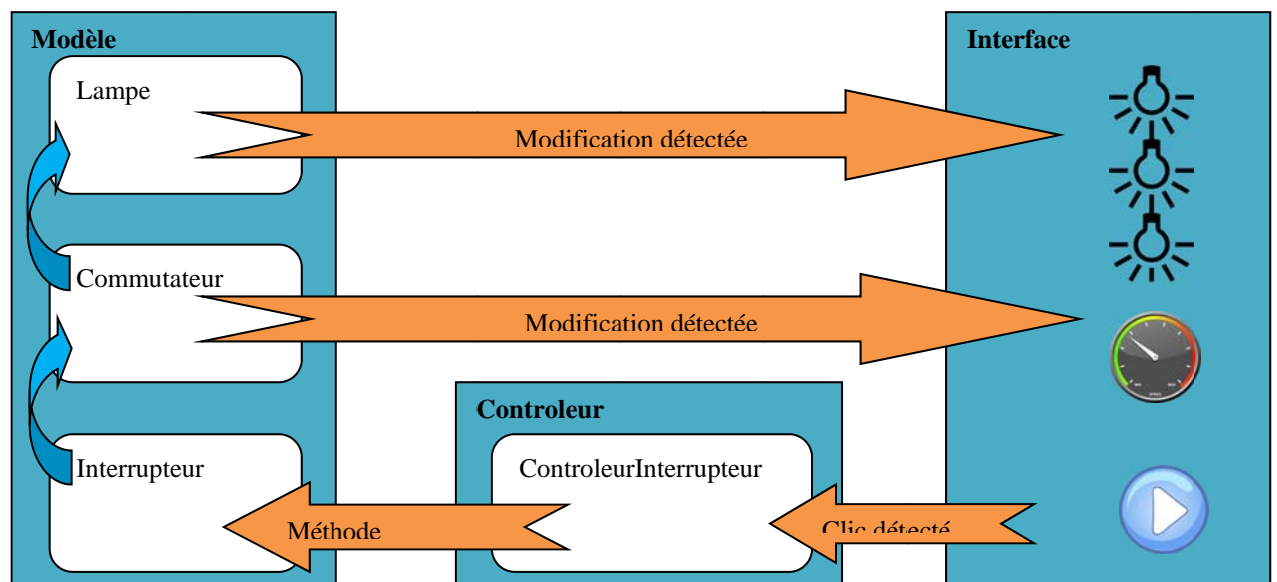 Modèle
Interface
Lampe
Modification détectée
Commutateur
Modification détectée
Controleur
Interrupteur
ControleurInterrupteur
Méthode
Clic détecté